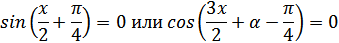 sin(x/2 + π/4) = 0 или cos(3x/2 + α − π/4) = 0